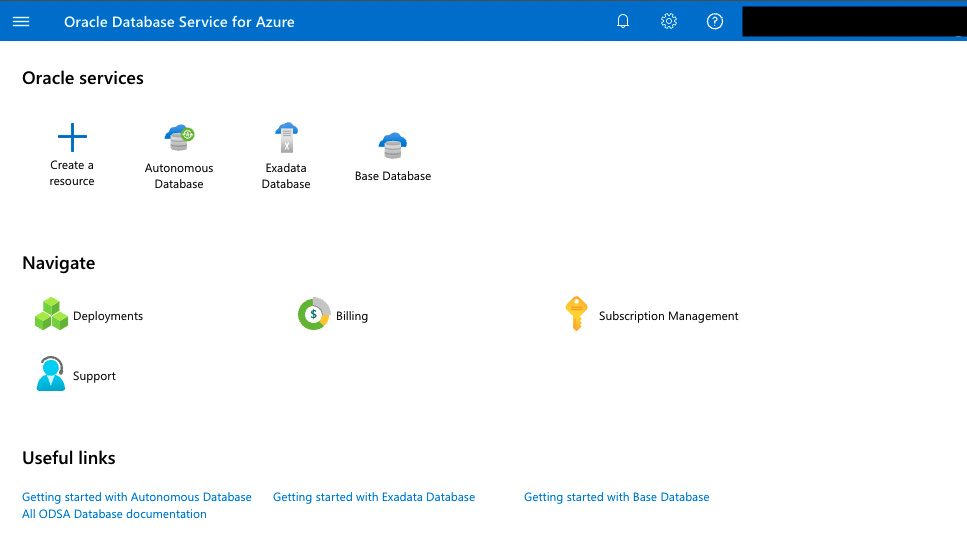 Oracle Database Service for Azure
Oracle services
Create a
resource
Autonomous
Database
Exadata
Database
Base Database
Navigate
Deployments
Billing
Subscription Management
Support
Useful links
Getting started with Autonomous Database
Getting started with Exadata Database
Getting started with Base Database
All ODSA Database documentation